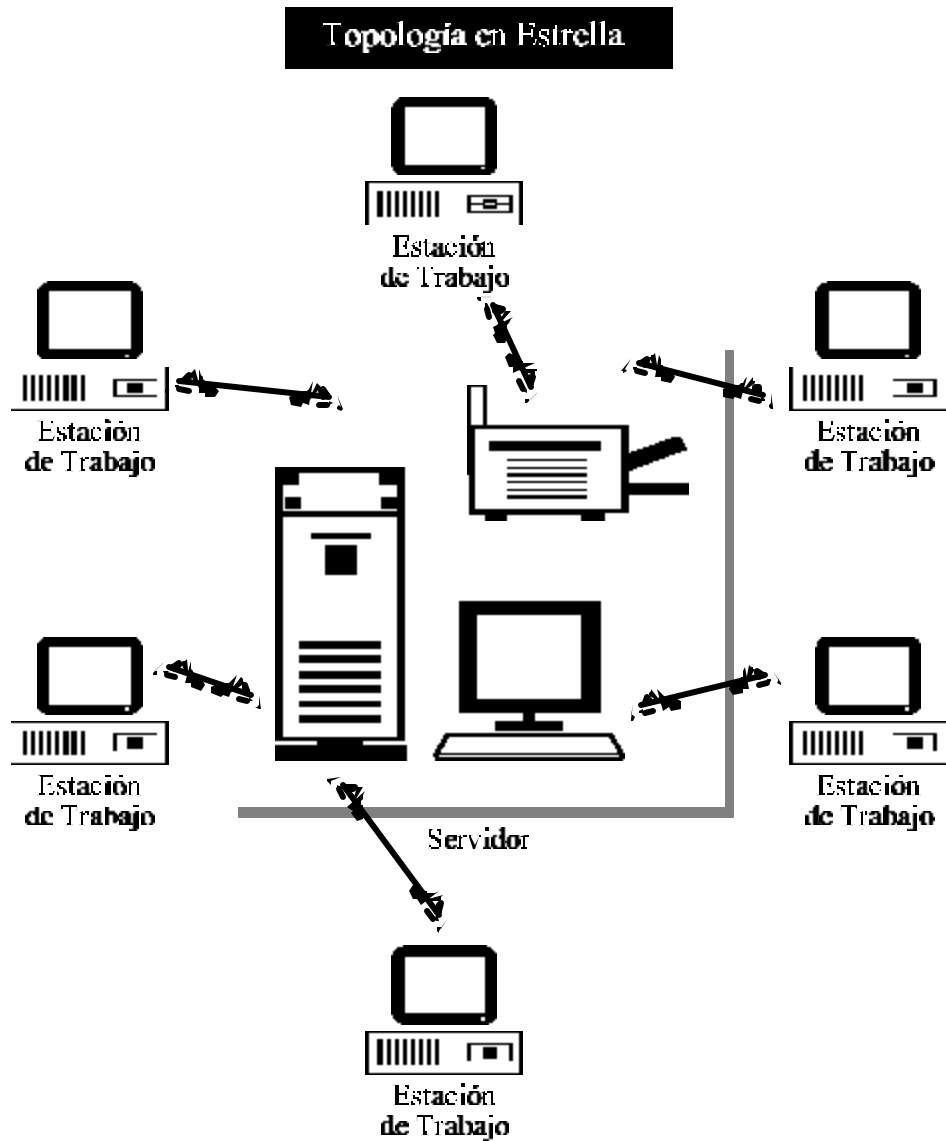 Topología en Estrella
Estación
de Trabajo
Estación
de Trabajo
Estación
de Trabajo
Estación
de Trabajo
Estación
de Trabajo
Servidor
Estación
de Trabajo